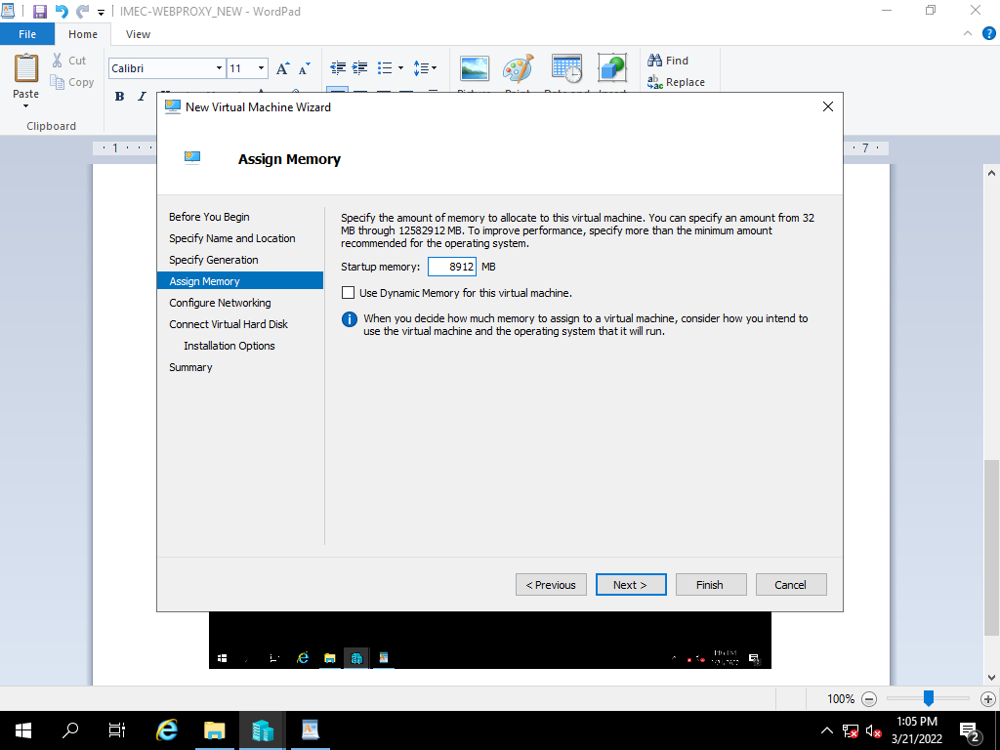 IMEC-WEBPROXY_NEW - WordPad
File
Home
View
Paste
Cut
Copy
Clipboard
Calibri
11
B
I
Find
Replace
1
7
New Virtual Machine Wizard
Assign Memory
Before You Begin
Specify Name and Location
Specify Generation
Assign Memory
Configure Networking
Connect Virtual Hard Disk
Installation Options
Summary
Specify the amount of memory to allocate to this virtual machine. You can specify an amount from 32
MB through 12582912 MB. To improve performance, specify more than the minimum amount
recommended for the operating system.
Startup memory: 8912 MB
Use Dynamic Memory for this virtual machine.
When you decide how much memory to assign to a virtual machine, consider how you intend to
use the virtual machine and the operating system that it will run.
< Previous
Next >
Finish
Cancel
100%
1:05 PM
3/21/2022
2